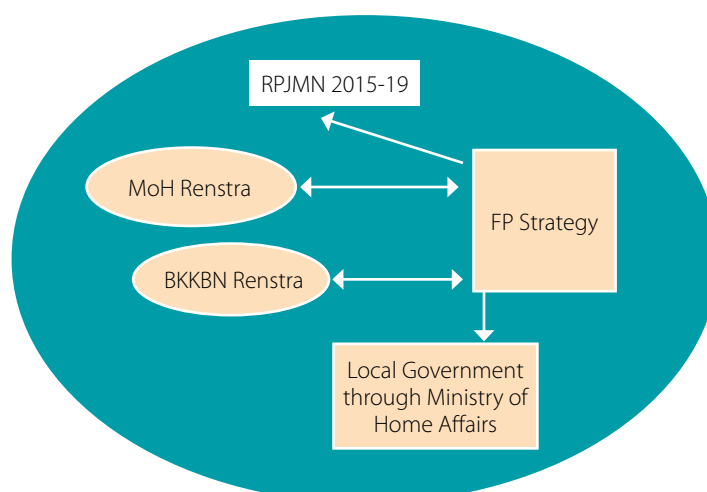 RPJMN 2015-19
MoH Renstra
FP Strategy
BKKBN Renstra
Local Government
through Ministry of
Home Affairs